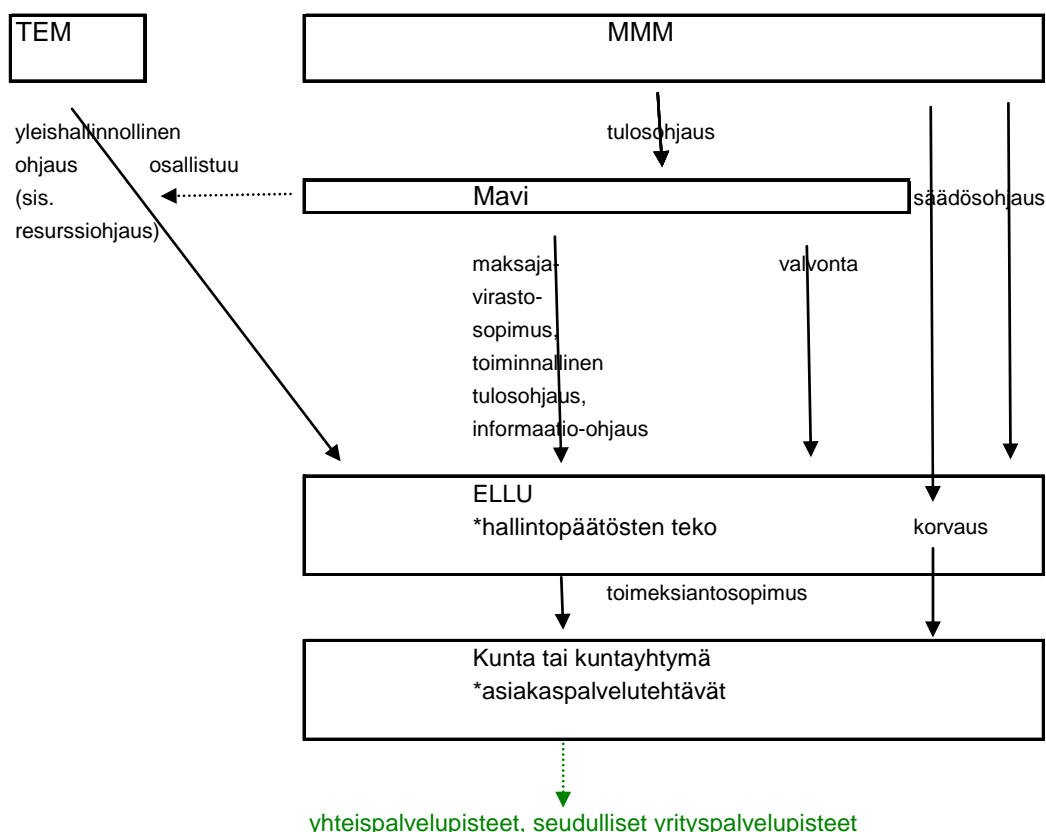 TEM
MMM
yleishallinnollinen
ohjaus
(sis.
resurssiohjaus)
osallistuu
tulosohjaus
Mavi
säädösohjaus
maksaja-
virasto-
sopimus,
toiminnallinen
tulosohjaus,
informaatio-ohjaus
valvonta
ELLU
*hallintopäätösten teko
korvaus
toimeksiantosopimus
Kunta tai kuntayhtymä
*asiakaspalvelutehtävät
yhteispalvelupisteet, seudulliset yrityspalvelupisteet